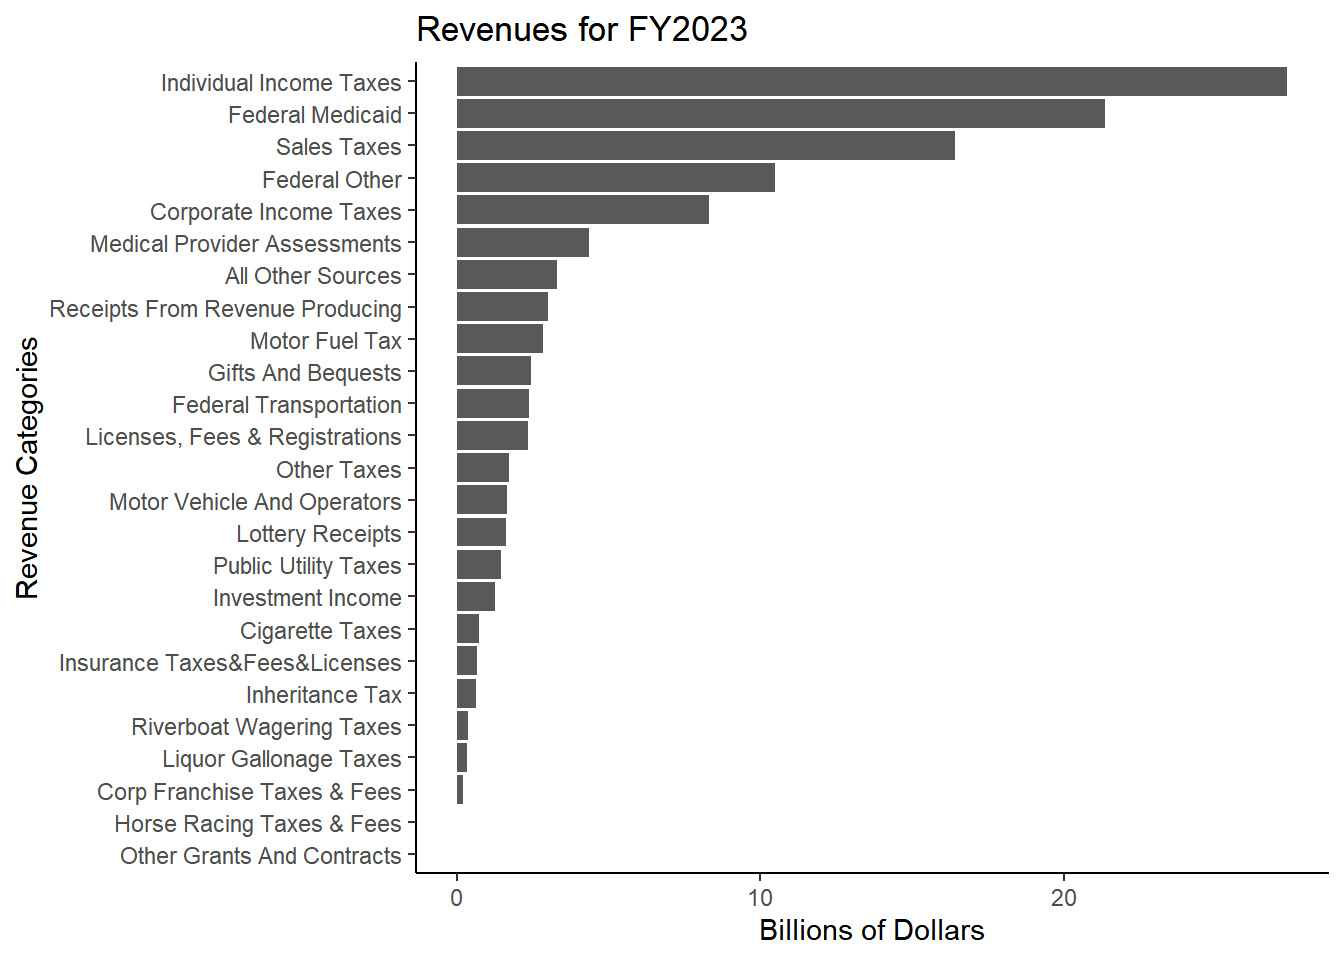 Revenues for FY2023
Revenue Categories
Individual Income Taxes
Federal Medicaid
Sales Taxes
Federal Other
Corporate Income Taxes
Medical Provider Assessments
All Other Sources
Receipts From Revenue Producing
Motor Fuel Tax
Gifts And Bequests
Federal Transportation
Licenses, Fees & Registrations
Other Taxes
Motor Vehicle And Operators
Lottery Receipts
Public Utility Taxes
Investment Income
Cigarette Taxes
Insurance Taxes&Fees&Licenses
Inheritance Tax
Riverboat Wagering Taxes
Liquor Gallonage Taxes
Corp Franchise Taxes & Fees
Horse Racing Taxes & Fees
Other Grants And Contracts
0 10 20
Billions of Dollars